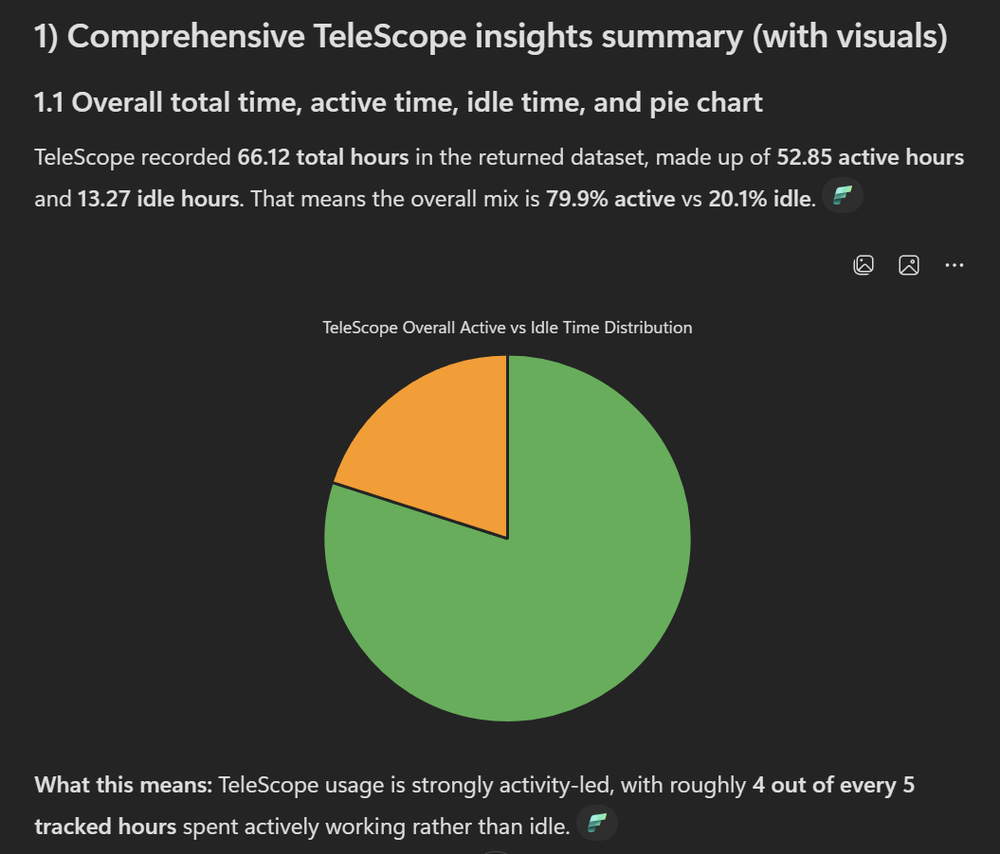 1) Comprehensive TeleScope insights summary (with visuals)
1.1 Overall total time, active time, idle time, and pie chart
TeleScope recorded 66.12 total hours in the returned dataset, made up of 52.85 active hours
and 13.27 idle hours. That means the overall mix is 79.9% active vs 20.1% idle.
TeleScope Overall Active vs Idle Time Distribution
What this means: TeleScope usage is strongly activity-led, with roughly 4 out of every 5
tracked hours spent actively working rather than idle.